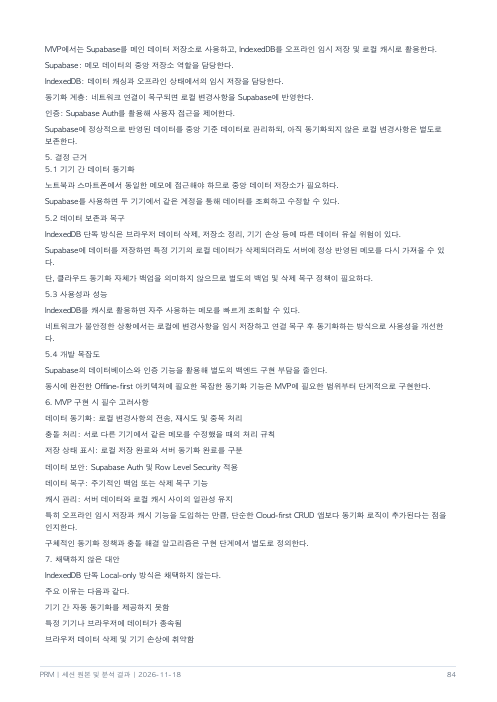 MVP에서는 Supabase를 메인 데이터 저장소로 사용하고, IndexedDB를 오프라인 임시 저장 및 로컬 캐시로 활용한다.
Supabase: 메모 데이터의 중앙 저장소 역할을 담당한다.
IndexedDB: 데이터 캐싱과 오프라인 상태에서의 임시 저장을 담당한다.
동기화 계층: 네트워크 연결이 복구되면 로컬 변경사항을 Supabase에 반영한다.
인증: Supabase Auth를 활용해 사용자 접근을 제어한다.
Supabase에 정상적으로 반영된 데이터를 중앙 기준 데이터로 관리하되, 아직 동기화되지 않은 로컬 변경사항은 별도로
보존한다.
5. 결정 근거
5.1 기기 간 데이터 동기화
노트북과 스마트폰에서 동일한 메모에 접근해야 하므로 중앙 데이터 저장소가 필요하다.
Supabase를 사용하면 두 기기에서 같은 계정을 통해 데이터를 조회하고 수정할 수 있다.
5.2 데이터 보존과 복구
IndexedDB 단독 방식은 브라우저 데이터 삭제, 저장소 정리, 기기 손상 등에 따른 데이터 유실 위험이 있다.
Supabase에 데이터를 저장하면 특정 기기의 로컬 데이터가 삭제되더라도 서버에 정상 반영된 메모를 다시 가져올 수 있
다.
단, 클라우드 동기화 자체가 백업을 의미하지 않으므로 별도의 백업 및 삭제 복구 정책이 필요하다.
5.3 사용성과 성능
IndexedDB를 캐시로 활용하면 자주 사용하는 메모를 빠르게 조회할 수 있다.
네트워크가 불안정한 상황에서는 로컬에 변경사항을 임시 저장하고 연결 복구 후 동기화하는 방식으로 사용성을 개선한
다.
5.4 개발 복잡도
Supabase의 데이터베이스와 인증 기능을 활용해 별도의 백엔드 구현 부담을 줄인다.
동시에 완전한 Offline-first 아키텍처에 필요한 복잡한 동기화 기능은 MVP에 필요한 범위부터 단계적으로 구현한다.
6. MVP 구현 시 필수 고려사항
데이터 동기화: 로컬 변경사항의 전송, 재시도 및 중복 처리
충돌 처리: 서로 다른 기기에서 같은 메모를 수정했을 때의 처리 규칙
저장 상태 표시: 로컬 저장 완료와 서버 동기화 완료를 구분
데이터 보안: Supabase Auth 및 Row Level Security 적용
데이터 복구: 주기적인 백업 또는 삭제 복구 기능
캐시 관리: 서버 데이터와 로컬 캐시 사이의 일관성 유지
특히 오프라인 임시 저장과 캐시 기능을 도입하는 만큼, 단순한 Cloud-first CRUD 앱보다 동기화 로직이 추가된다는 점을
인지한다.
구체적인 동기화 정책과 충돌 해결 알고리즘은 구현 단계에서 별도로 정의한다.
7. 채택하지 않은 대안
IndexedDB 단독 Local-only 방식은 채택하지 않는다.
주요 이유는 다음과 같다.
기기 간 자동 동기화를 제공하지 못함
특정 기기나 브라우저에 데이터가 종속됨
브라우저 데이터 삭제 및 기기 손상에 취약함
PRM | 세션 원본 및 분석 결과 | 2026-11-18
84